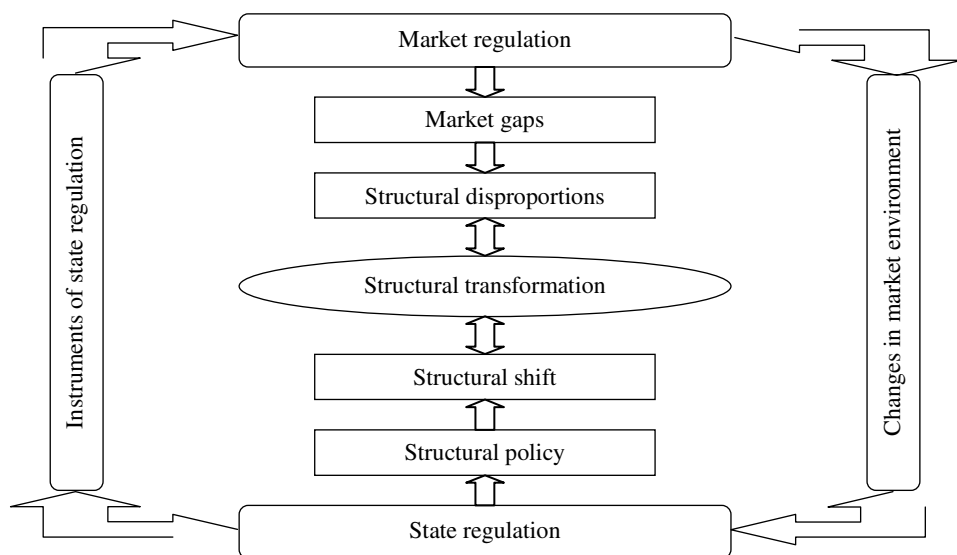 Market regulation
Market gaps
Structural disproportions
Structural transformation
Structural shift
Structural policy
State regulation
Instruments of state regulation
Changes in market environment